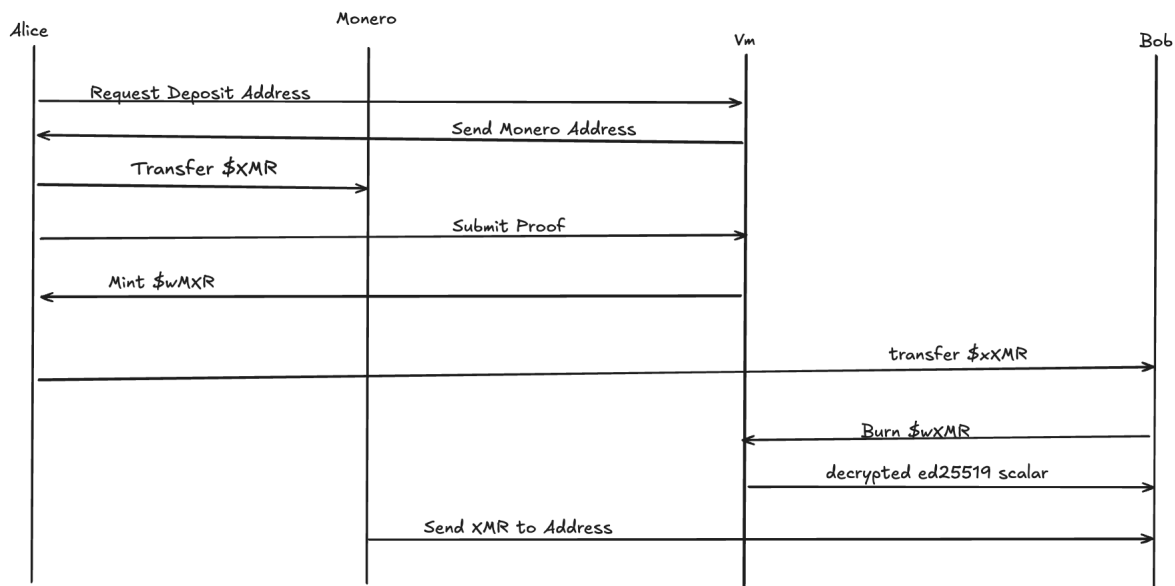 Alice
Monero
Vm
Bob
Request Deposit Address
Send Monero Address
Transfer $XMR
Submit Proof
Mint $wMXR
transfer $xXMR
Burn $wXMR
decrypted ed25519 scalar
Send XMR to Address